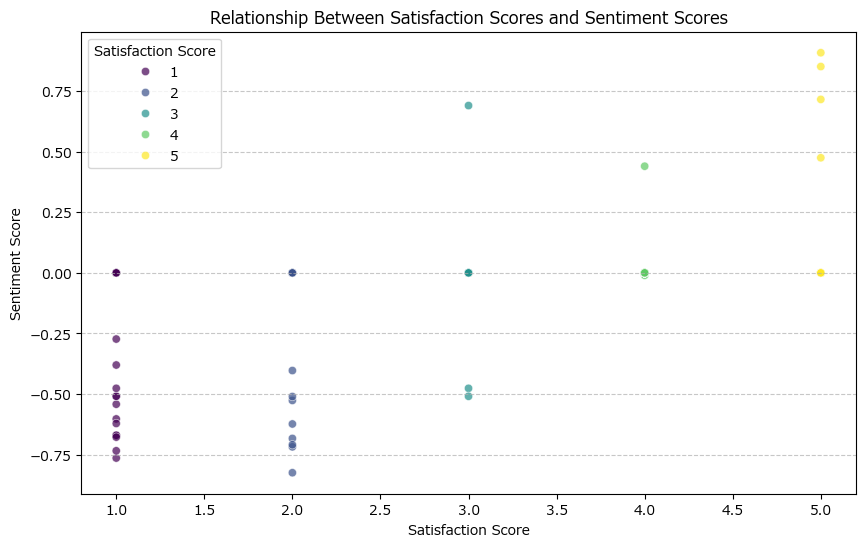 Relationship Between Satisfaction Scores and Sentiment Scores
Satisfaction Score
1
2
3
4
5
0.75
0.50
0.25
0.00
−0.25
−0.50
−0.75
Sentiment Score
1.0 1.5 2.0 2.5 3.0 3.5 4.0 4.5 5.0
Satisfaction Score